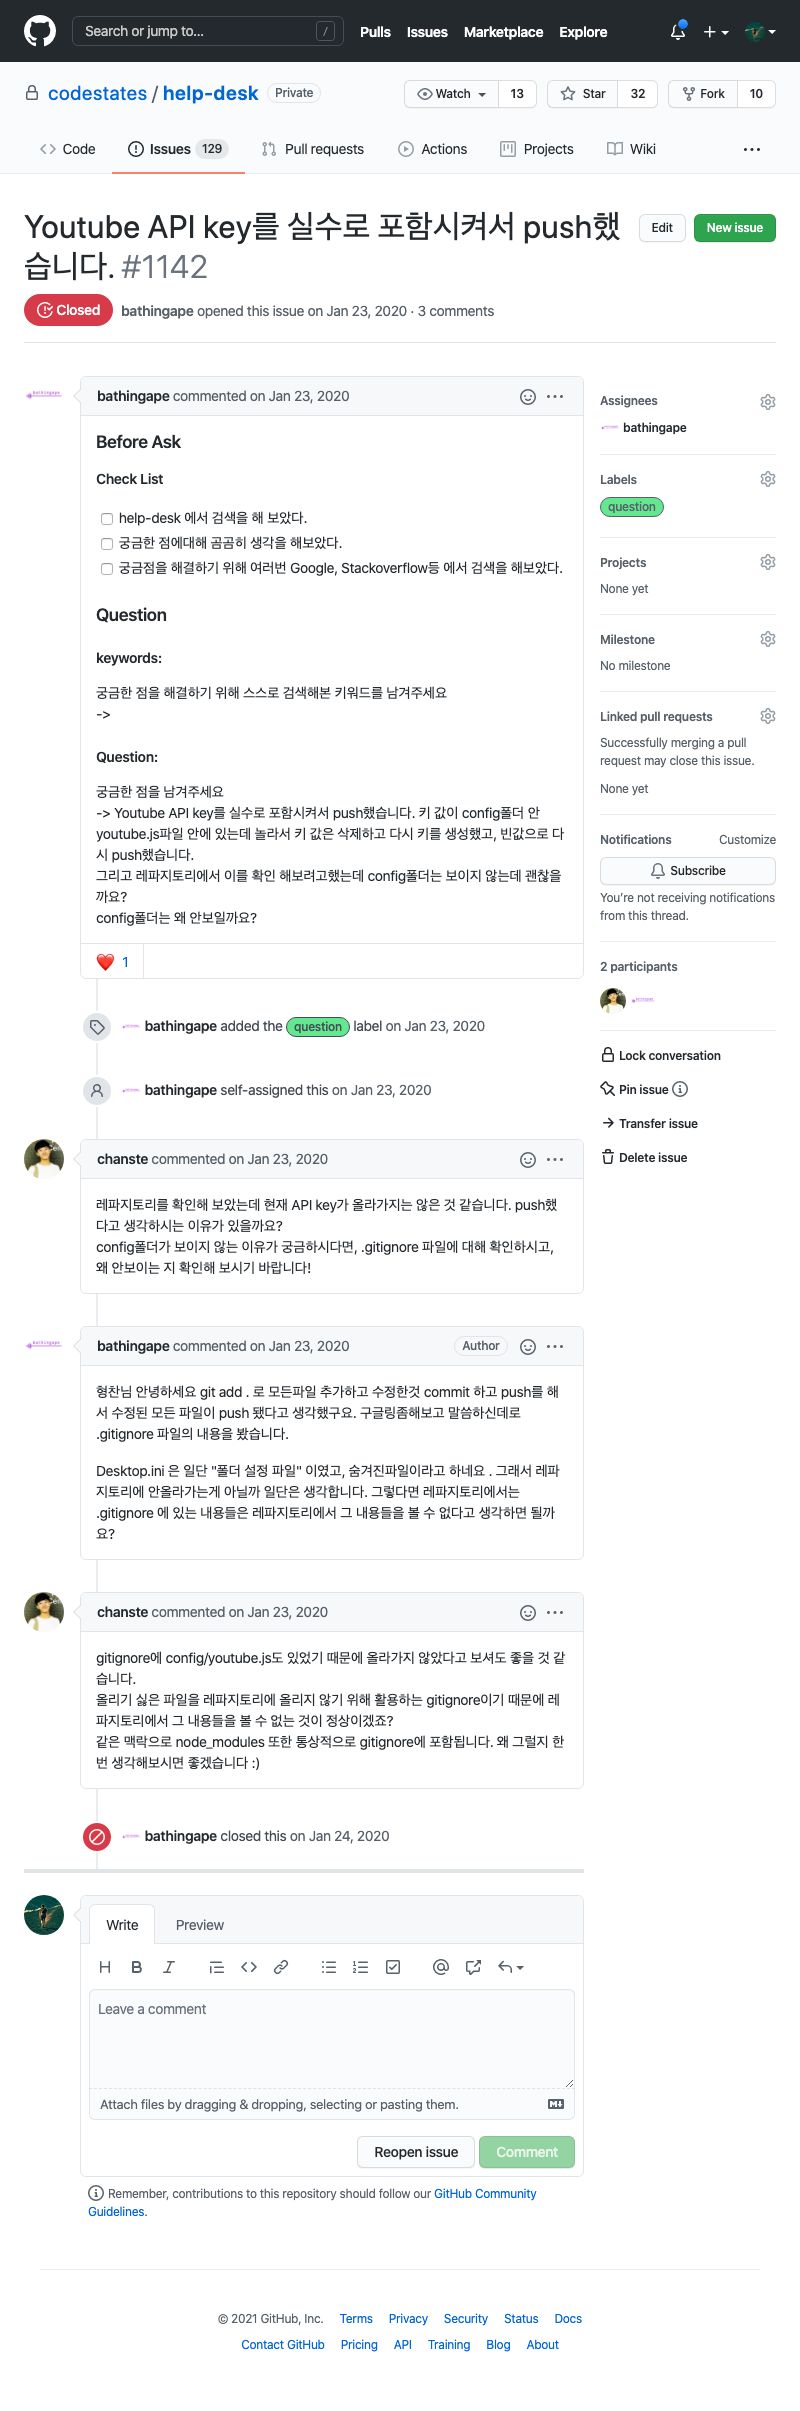 Search or jump to... /
Pulls Issues Marketplace Explore
codestates / help-desk Private
Watch 13 Star 32 Fork 10
Code Issues 129 Pull requests Actions Projects Wiki
Youtube API key를 실수로 포함시켜서 push했
습니다. #1142
Edit New issue
Closed bathingape opened this issue on Jan 23, 2020 · 3 comments
bathingape commented on Jan 23, 2020
Before Ask
Check List
help-desk 에서 검색을 해 보았다.
궁금한 점에대해 곰곰히 생각을 해보았다.
궁금점을 해결하기 위해 여러번 Google, Stackoverflow등 에서 검색을 해보았다.
Question
keywords:
궁금한 점을 해결하기 위해 스스로 검색해본 키워드를 남겨주세요
->
Question:
궁금한 점을 남겨주세요
-> Youtube API key를 실수로 포함시켜서 push했습니다. 키 값이 config폴더 안
youtube.js파일 안에 있는데 놀라서 키 값은 삭제하고 다시 키를 생성했고, 빈값으로 다
시 push했습니다.
그리고 레파지토리에서 이를 확인 해보려고했는데 config폴더는 보이지 않는데 괜찮을
까요?
config폴더는 왜 안보일까요?
❤️ 1
bathingape added the question label on Jan 23, 2020
bathingape self-assigned this on Jan 23, 2020
chanste commented on Jan 23, 2020
레파지토리를 확인해 보았는데 현재 API key가 올라가지는 않은 것 같습니다. push했
다고 생각하시는 이유가 있을까요?
config폴더가 보이지 않는 이유가 궁금하시다면, .gitignore 파일에 대해 확인하시고,
왜 안보이는 지 확인해 보시기 바랍니다!
bathingape commented on Jan 23, 2020 Author
형찬님 안녕하세요 git add . 로 모든파일 추가하고 수정한것 commit 하고 push를 해
서 수정된 모든 파일이 push 됐다고 생각했구요. 구글링좀해보고 말씀하신데로
.gitignore 파일의 내용을 봤습니다.
Desktop.ini 은 일단 "폴더 설정 파일" 이였고, 숨겨진파일이라고 하네요 . 그래서 레파
지토리에 안올라가는게 아닐까 일단은 생각합니다. 그렇다면 레파지토리에서는
.gitignore 에 있는 내용들은 레파지토리에서 그 내용들을 볼 수 없다고 생각하면 될까
요?
chanste commented on Jan 23, 2020
gitignore에 config/youtube.js도 있었기 때문에 올라가지 않았다고 보셔도 좋을 것 같
습니다.
올리기 싫은 파일을 레파지토리에 올리지 않기 위해 활용하는 gitignore이기 때문에 레
파지토리에서 그 내용들을 볼 수 없는 것이 정상이겠죠?
같은 맥락으로 node_modules 또한 통상적으로 gitignore에 포함됩니다. 왜 그럴지 한
번 생각해보시면 좋겠습니다 :)
bathingape closed this on Jan 24, 2020
Write Preview
Leave a comment
Attach files by dragging & dropping, selecting or pasting them.
Reopen issue Comment
Remember, contributions to this repository should follow our GitHub Community
Guidelines.
Assignees
bathingape
Labels
question
Projects
None yet
Milestone
No milestone
Linked pull requests
Successfully merging a pull
request may close this issue.
None yet
Notifications Customize
Subscribe
You're not receiving notifications
from this thread.
2 participants
Lock conversation
Pin issue
Transfer issue
Delete issue
© 2021 GitHub, Inc. Terms Privacy Security Status Docs
Contact GitHub Pricing API Training Blog About